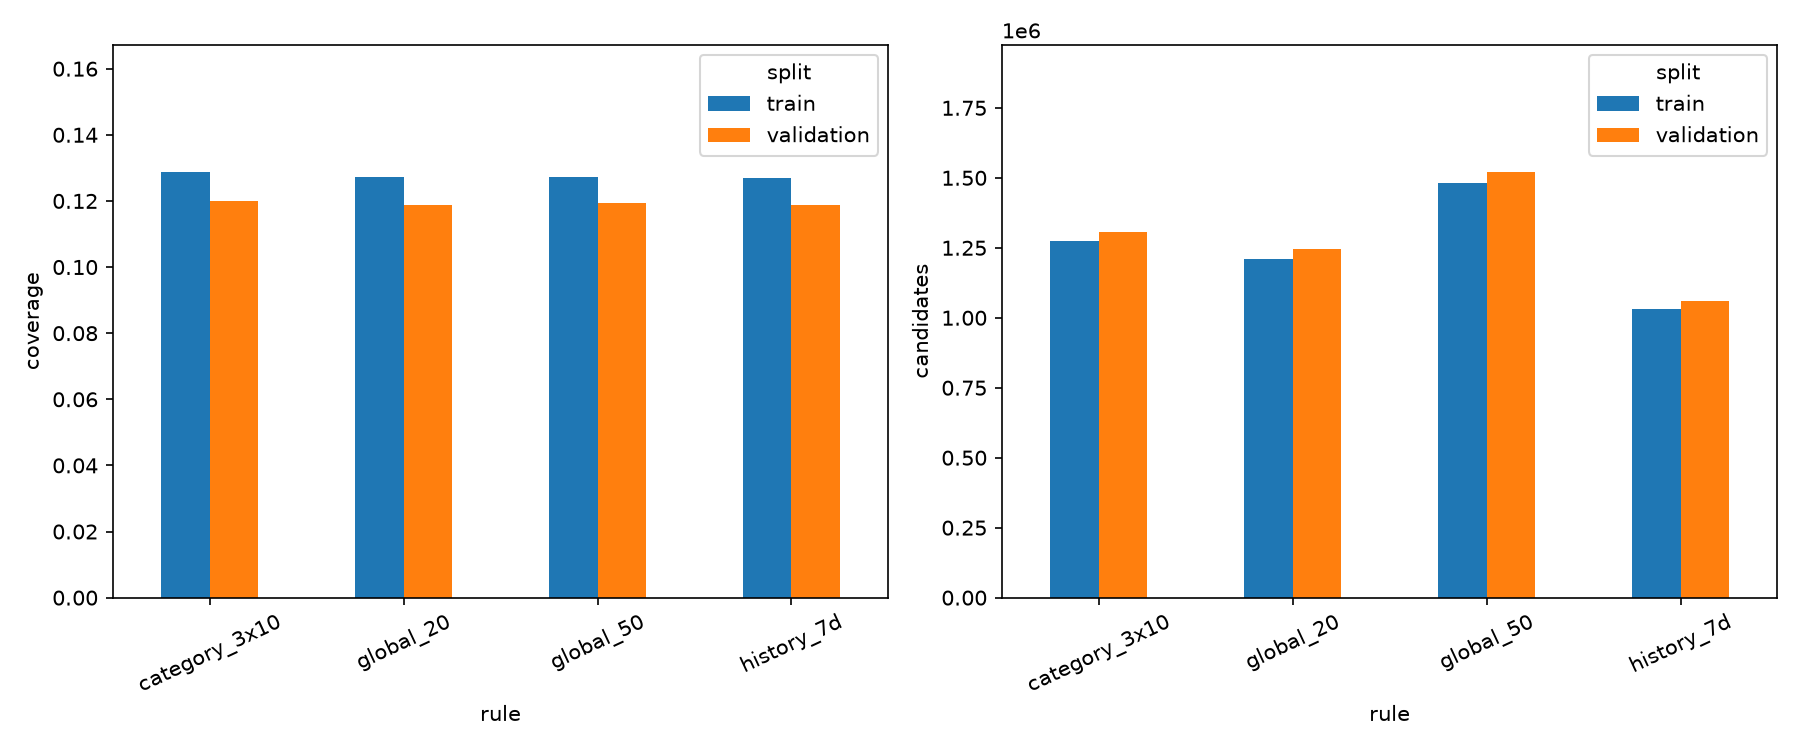 0.16
0.14
0.12
0.10
0.08
0.06
0.04
0.02
0.00
coverage
split
train
validation
category_3x10
global_20
global_50
history_7d
rule
1e6
1.75
1.50
1.25
1.00
0.75
0.50
0.25
0.00
candidates
split
train
validation
category_3x10
global_20
global_50
history_7d
rule